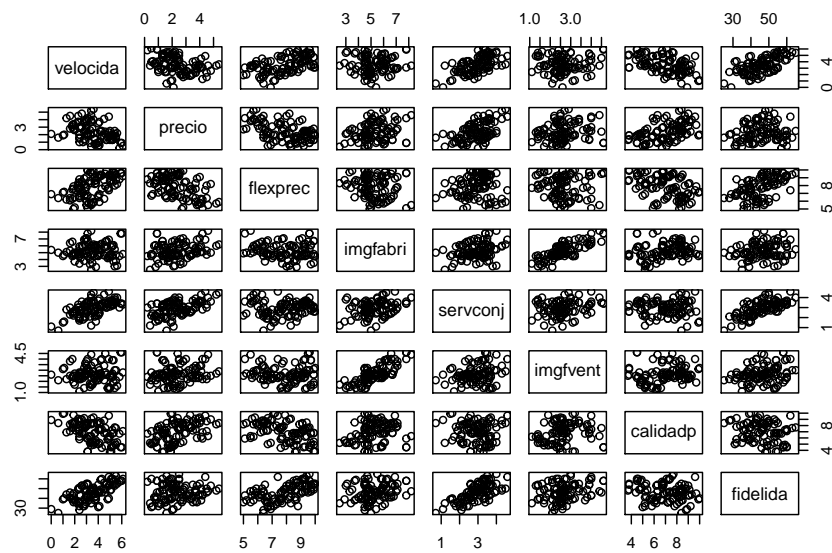 0 2 4
3 5 7
1.0 3.0
30 50
velocida
0 4
0 3
precio
flexprec
5 8
3 7
imgfabri
servconj
1 4
1.0 4.5
imgfvent
calidadp
4 8
30
fidelida
0 2 4 6
5 7 9
1 3
4 6 8